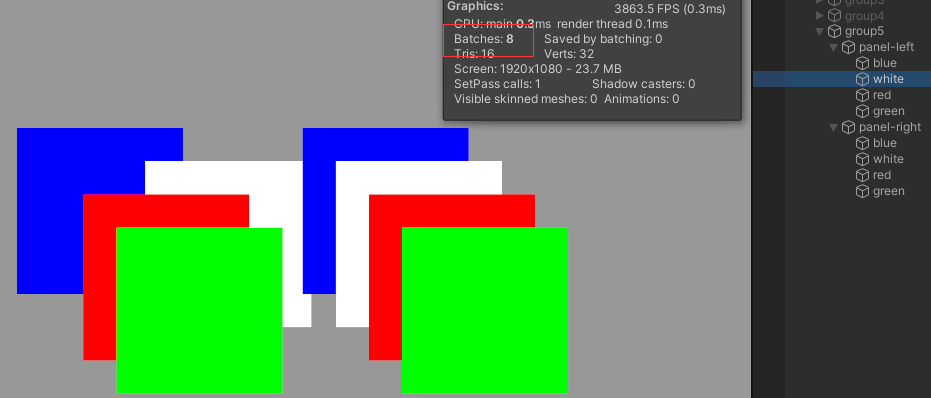 Graphics:
3863.5 FPS (0.3ms)
CPU: main 0.3ms render thread 0.1ms
Batches: 8 Saved by batching: 0
Tris: 16 Verts: 32
Screen: 1920x1080 - 23.7 MB
SetPass calls: 1 Shadow casters: 0
Visible skinned meshes: 0 Animations: 0
group4
group5
panel-left
blue
white
red
green
panel-right
blue
white
red
green